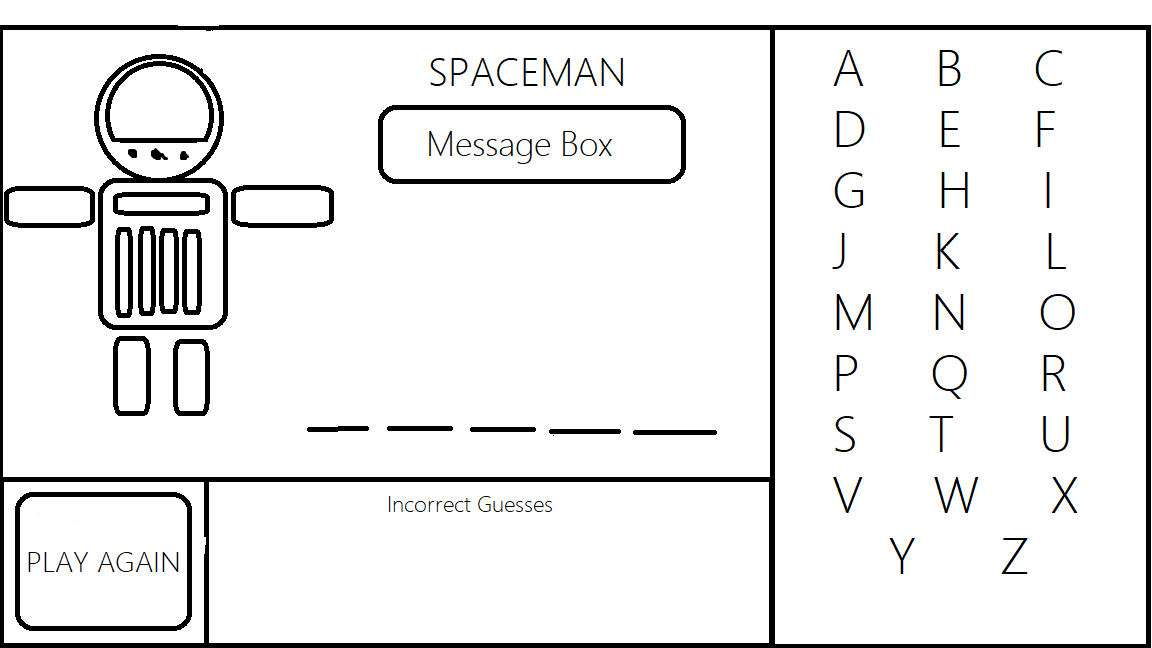 SPACEMAN
Message Box
Incorrect Guesses
PLAY AGAIN
A B C
D E F
G H I
J K L
M N O
P Q R
S T U
V W X
Y Z